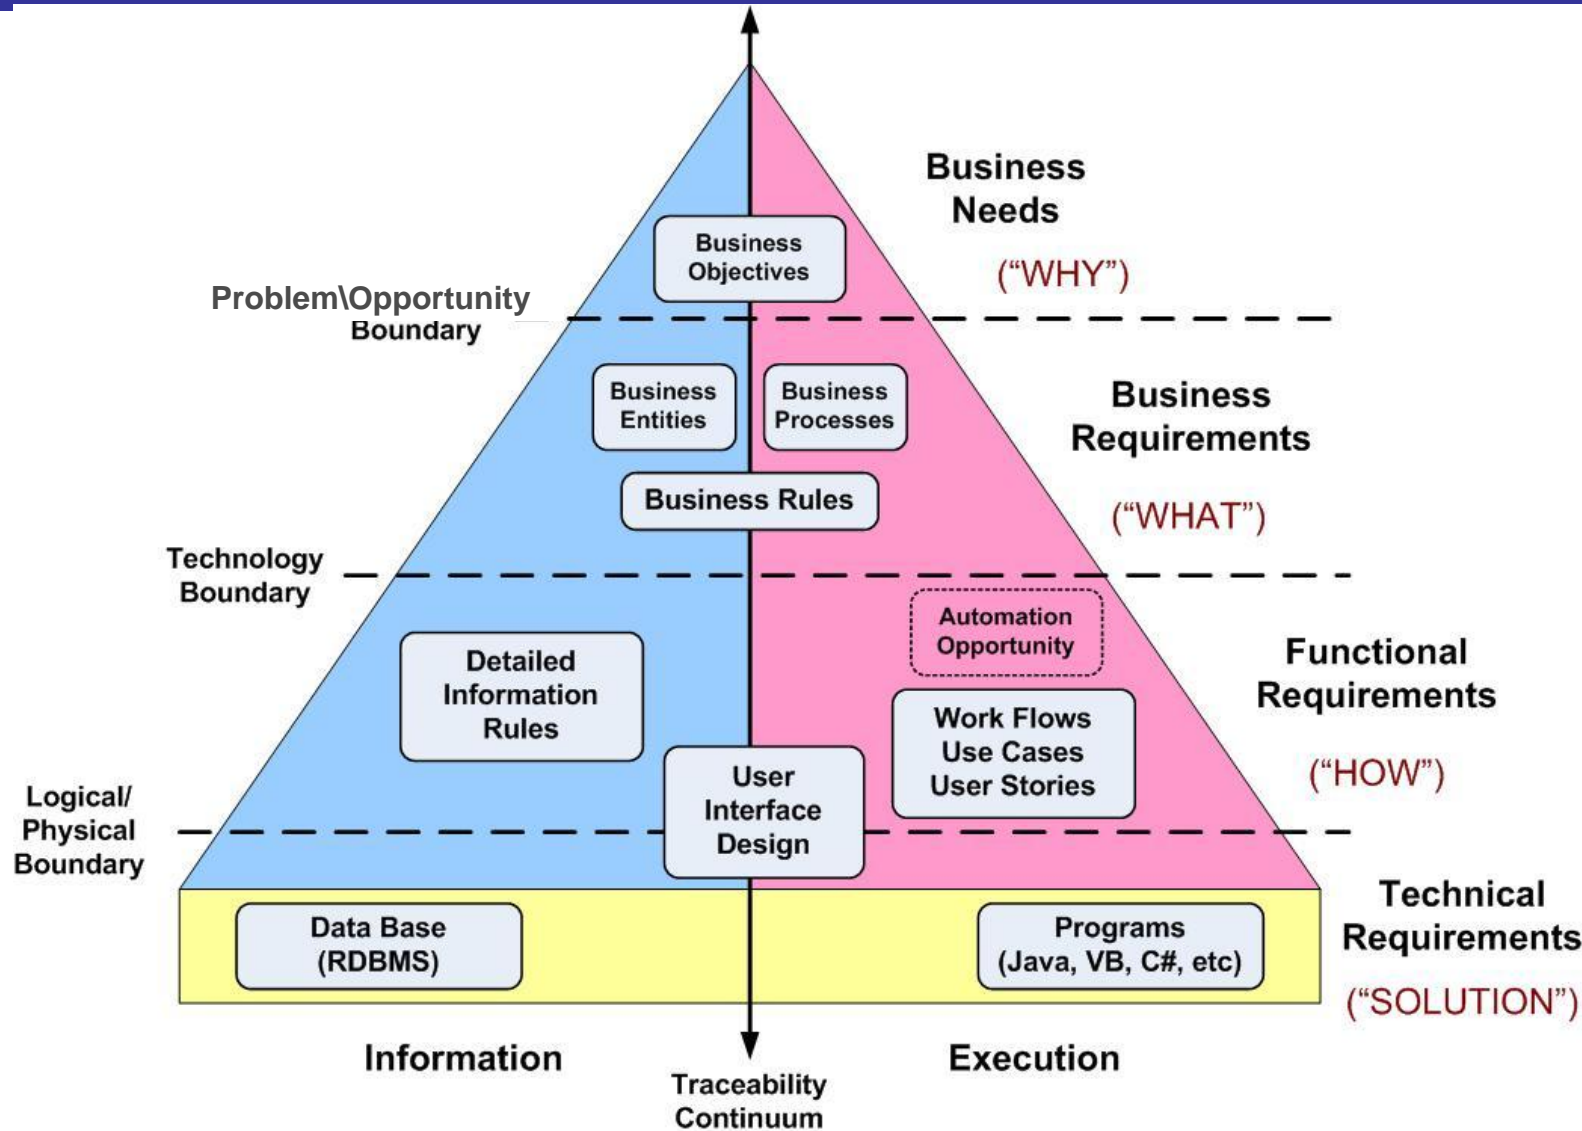 Business
Needs
(“WHY”)
Business
Objectives
Problem\Opportunity
Boundary
Business
Entities
Business
Processes
Business Rules
Business
Requirements
(“WHAT”)
Technology
Boundary
Automation
Opportunity
Detailed
Information
Rules
Work Flows
Use Cases
User Stories
Functional
Requirements
(“HOW”)
User
Interface
Design
Logical/
Physical
Boundary
Data Base
(RDBMS)
Programs
(Java, VB, C#, etc)
Technical
Requirements
(“SOLUTION”)
Information
Execution
Traceability
Continuum